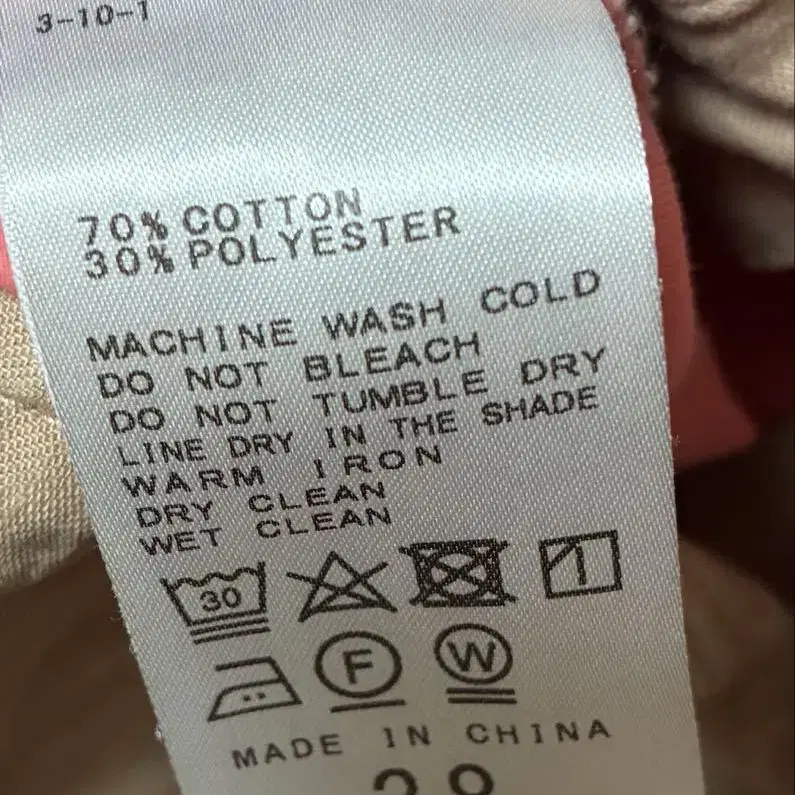 3-10-1
70% COTTON
30% POLYESTER
MACHINE WASH COLD
DO NOT BLEACH
DO NOT TUMBLE DRY
LINE DRY IN THE SHADE
WARM IRON
DRY CLEAN
WET CLEAN
30
F W
MADE IN CHINA